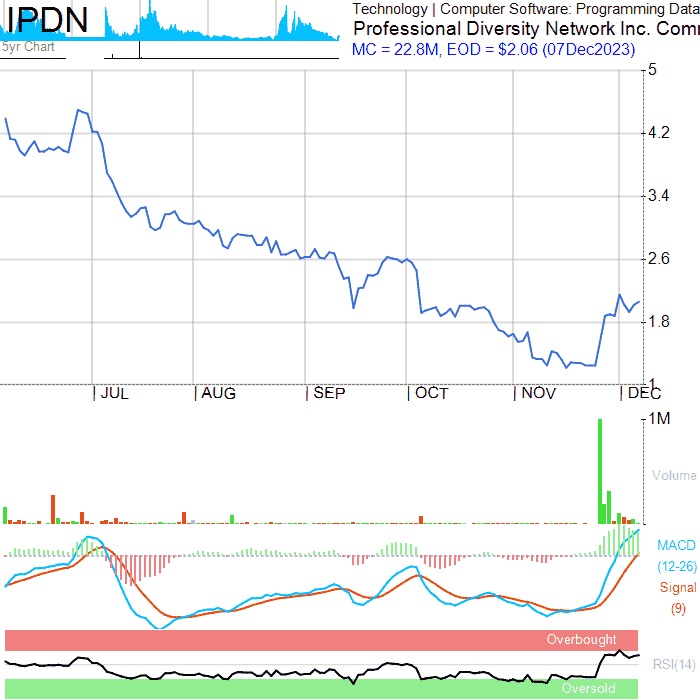 IPDN
5yr Chart
Technology | Computer Software: Programming Data
Professional Diversity Network Inc. Comm
MC = 22.8M, EOD = $2.06 (07Dec2023)
5
4.2
3.4
2.6
1.8
1
JUL AUG SEP OCT NOV DEC
1M
Volume
MACD
(12-26)
Signal
(9)
Overbought
RSI(14)
Oversold